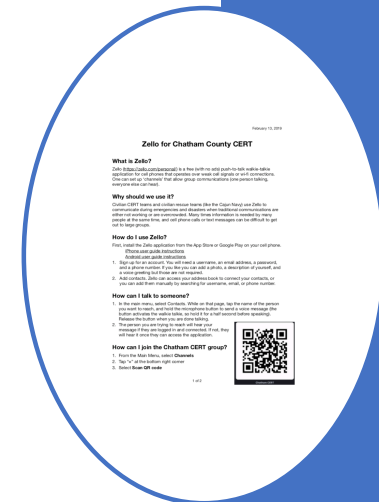 February 13, 2019
Zello for Chatham County CERT
What is Zello?
Zello (https://zello.com/personal/) is a free (with no ads) push-to-talk walkie-talkie
application for cell phones that operates over weak cell signals or wi-fi connections.
One can set up 'channels' that allow group communications (one person talking,
everyone else can hear).
Why should we use it?
Civilian CERT teams and civilian rescue teams (like the Cajun Navy) use Zello to
communicate during emergencies and disasters when traditional communications are
either not working or are overcrowded. Many times information is needed by many
people at the same time, and cell phone calls or text messages can be difficult to get
out to large groups.
How do I use Zello?
First, install the Zello application from the App Store or Google Play on your cell phone.
iPhone user guide instructions
Android user guide instructions
1. Sign up for an account. You will need a username, an email address, a password,
and a phone number. If you like you can add a photo, a description of yourself, and
a voice greeting but those are not required.
2. Add contacts. Zello can access your address book to connect your contacts, or
you can add them manually by searching for username, email, or phone number.
How can I talk to someone?
1. In the main menu, select Contacts. While on that page, tap the name of the person
you want to reach, and hold the microphone button to send a voice message (the
button activates the walkie talkie, so hold it for a half second before speaking).
Release the button when you are done talking.
2. The person you are trying to reach will hear your
message if they are logged in and connected. If not, they
will hear it once they can access the application.
How can I join the Chatham CERT group?
1. From the Main Menu, select Channels
2. Tap "+" at the bottom right corner
3. Select Scan QR code
Chatham CERT
1 of 2